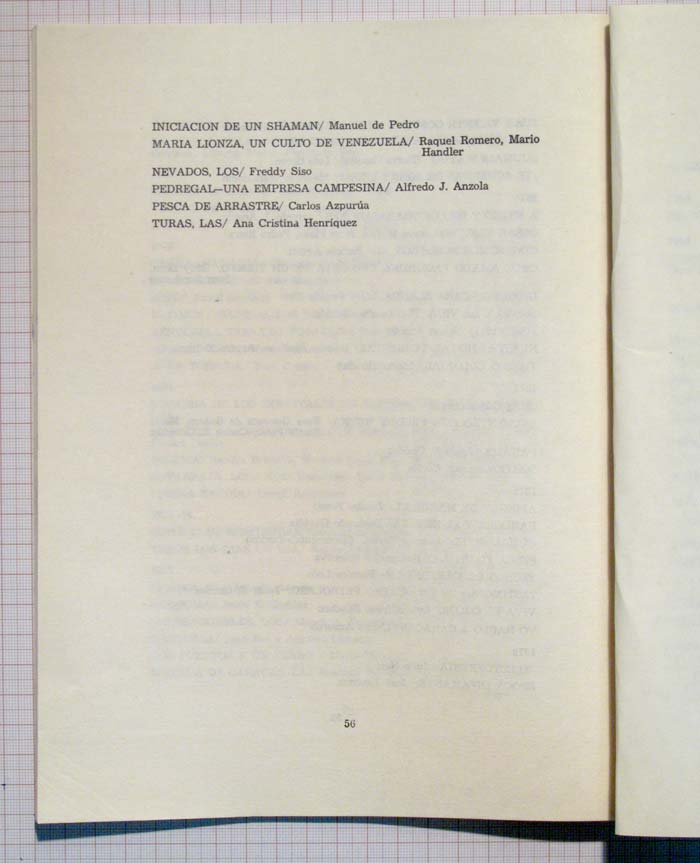 INICIACION DE UN SHAMAN/ Manuel de Pedro
MARIA LIONZA, UN CULTO DE VENEZUELA/ Raquel Romero, Mario
Handler
NEVADOS, LOS/ Freddy Siso
PEDREGAL—UNA EMPRESA CAMPESINA/ Alfredo J. Anzola
PESCA DE ARRASTRE/ Carlos Azpurúa
TURAS, LAS/ Ana Cristina Henríquez
56